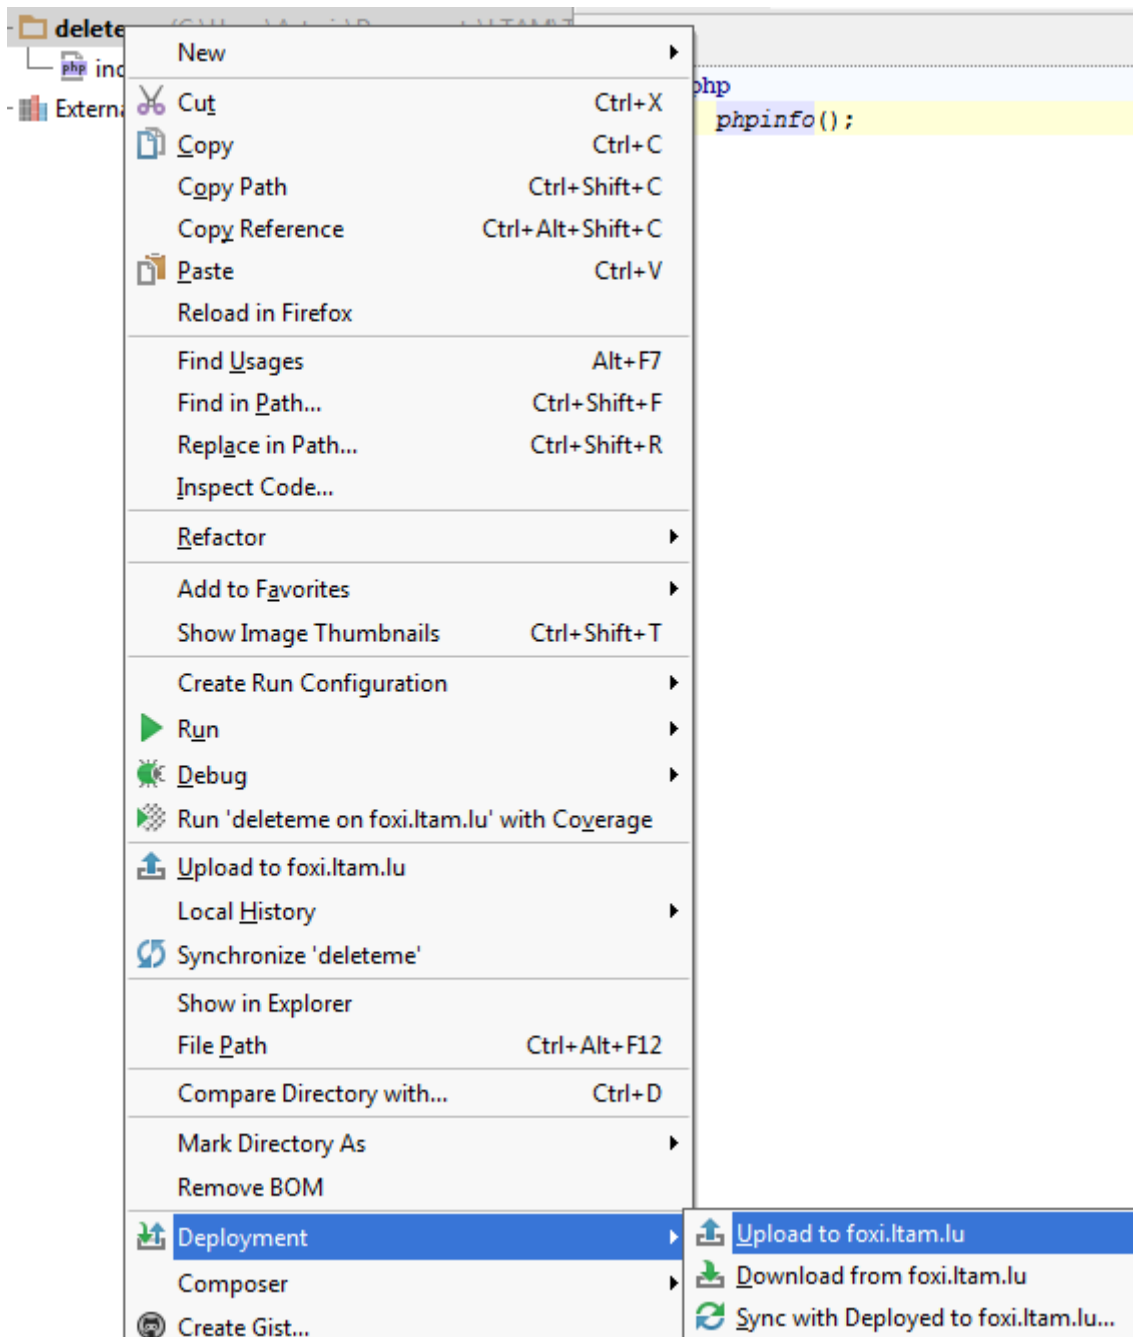 delete
php
Externa
php
phpinfo();
New
Cut Ctrl+X
Copy Ctrl+C
Copy Path Ctrl+Shift+C
Copy Reference Ctrl+Alt+Shift+C
Paste Ctrl+V
Reload in Firefox
Find Usages Alt+F7
Find in Path... Ctrl+Shift+F
Replace in Path... Ctrl+Shift+R
Inspect Code...
Refactor
Add to Favorites
Show Image Thumbnails Ctrl+Shift+T
Create Run Configuration
Run
Debug
Run 'deleteme on foxi.ltam.lu' with Coverage
Upload to foxi.ltam.lu
Local History
Synchronize 'deleteme'
Show in Explorer
File Path Ctrl+Alt+F12
Compare Directory with... Ctrl+D
Mark Directory As
Remove BOM
Deployment
Composer
Create Gist...
Upload to foxi.ltam.lu
Download from foxi.ltam.lu
Sync with Deployed to foxi.ltam.lu...